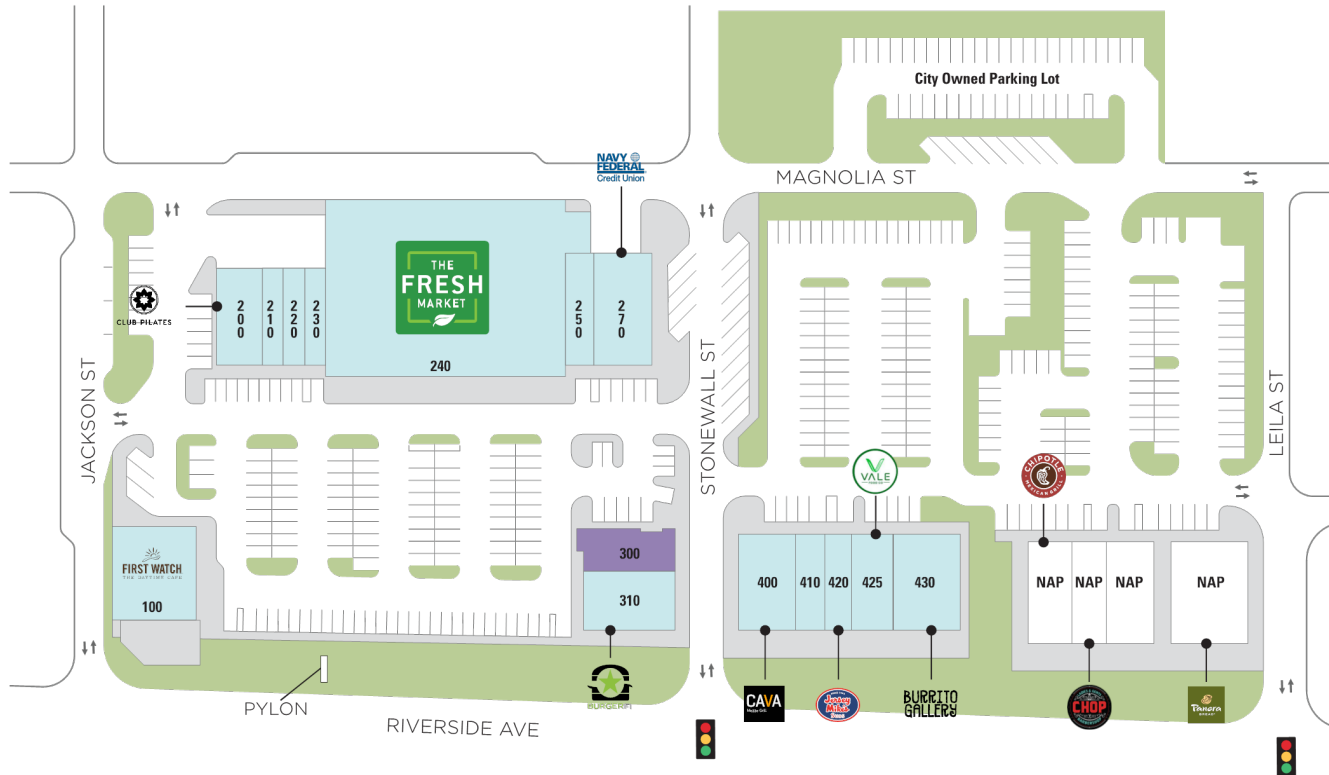 City Owned Parking Lot
NAVY
FEDERAL
Credit Union
MAGNOLIA ST
THE
FRESH
MARKET
CLUB PILATES
200
210
220
230
240
250
270
JACKSON ST
STONEWALL ST
LEILA ST
VALE
CHIPOTLE
MEXICAN GRILL
FIRST WATCH
THE DAYTIME CAFE
100
300
310
400
410
420
425
430
NAP
NAP
NAP
NAP
PYLON
BURGERFI
CAVA
Jersey
Mike's
Subs
BURRITO
GALLERY
CHOP
Panera
BREAD
RIVERSIDE AVE